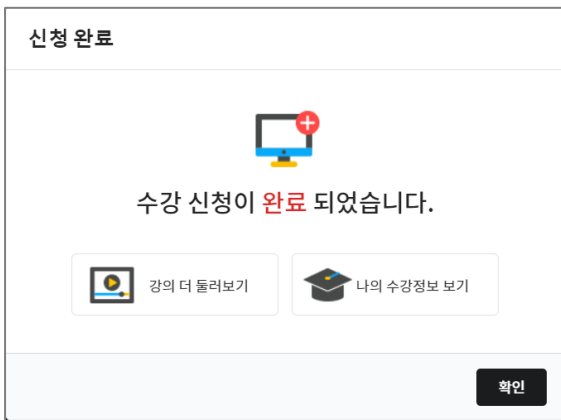 신청 완료
수강 신청이 완료 되었습니다.
강의 더 둘러보기
나의 수강정보 보기
확인